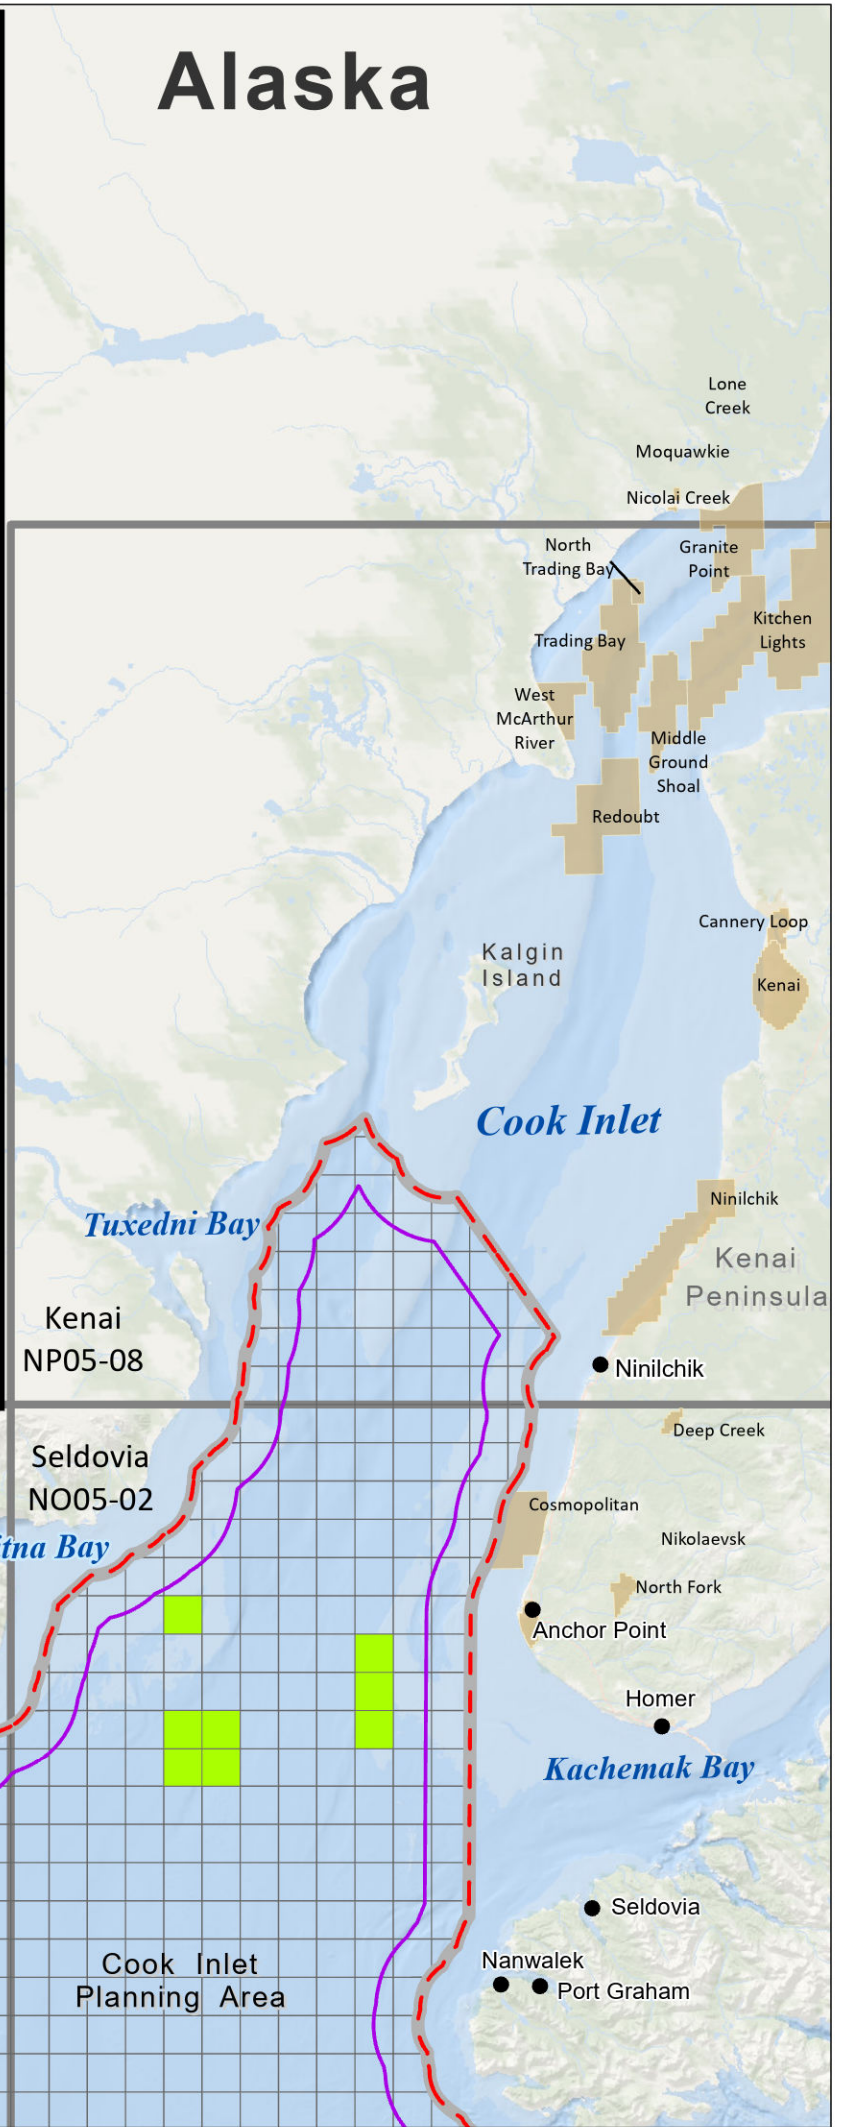 Alaska
Lone
Creek
Moquawkie
Nicolai Creek
North
Trading Bay
Granite
Point
Kitchen
Lights
Trading Bay
West
McArthur
River
Middle
Ground
Shoal
Redoubt
Cannery Loop
Kalgin
Island
Kenai
Cook Inlet
Ninilchik
Tuxedni Bay
Kenai
Peninsula
Kenai
NP05-08
Ninilchik
Deep Creek
Seldovia
NO05-02
Cosmopolitan
Nikolaevsk
itna Bay
North Fork
Anchor Point
Homer
Kachemak Bay
Seldovia
Nanwalek
Port Graham
Cook Inlet
Planning Area